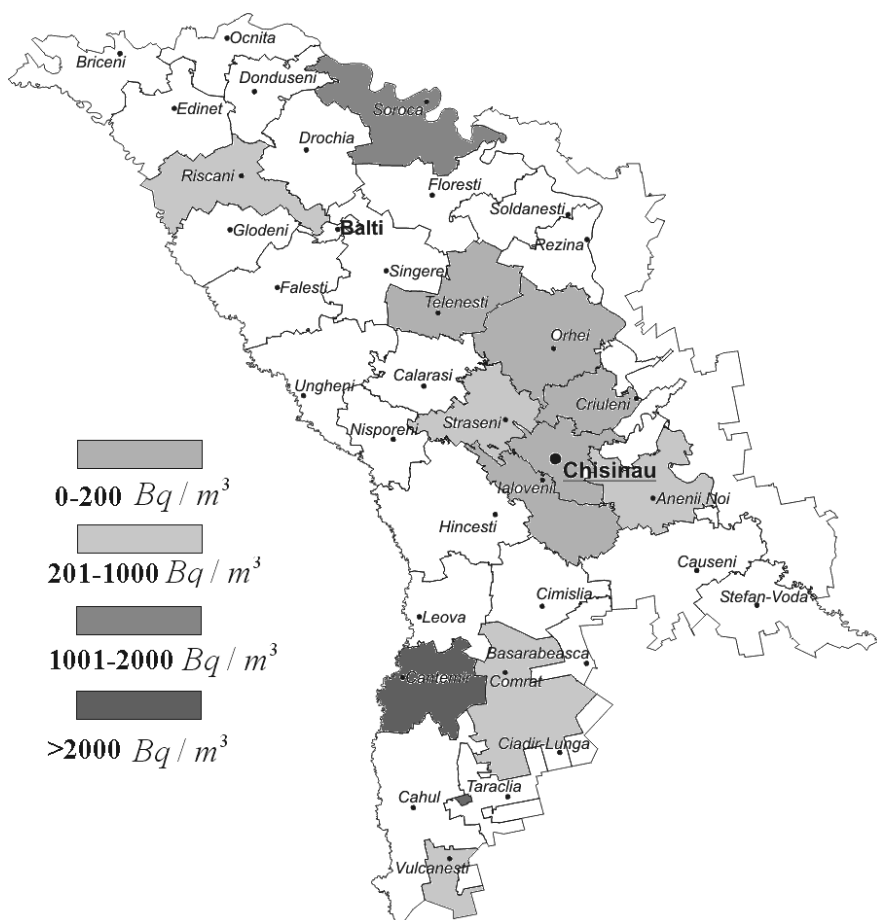 Ocnita
Briceni
Donduseni
Edinet
Soroca
Drochia
Riscani
Floresti
Soldanesti
Glodeni
Balti
Rezina
Singere
Falesti
Telenesti
Orhei
Calarasi
Ungheni
Criuleni
Straseni
Nisporeni
Chisinau
Ialovenii
Anenii Noi
Hincesti
Causeni
Cimislia
Stefan-Voda
Leova
Basarabeasca
Cantemir
Comrat
Ciadir-Lunga
Taraclia
Cahul
Vulcanesti
0-200 Bq / m³
201-1000 Bq / m³
1001-2000 Bq / m³
>2000 Bq / m³